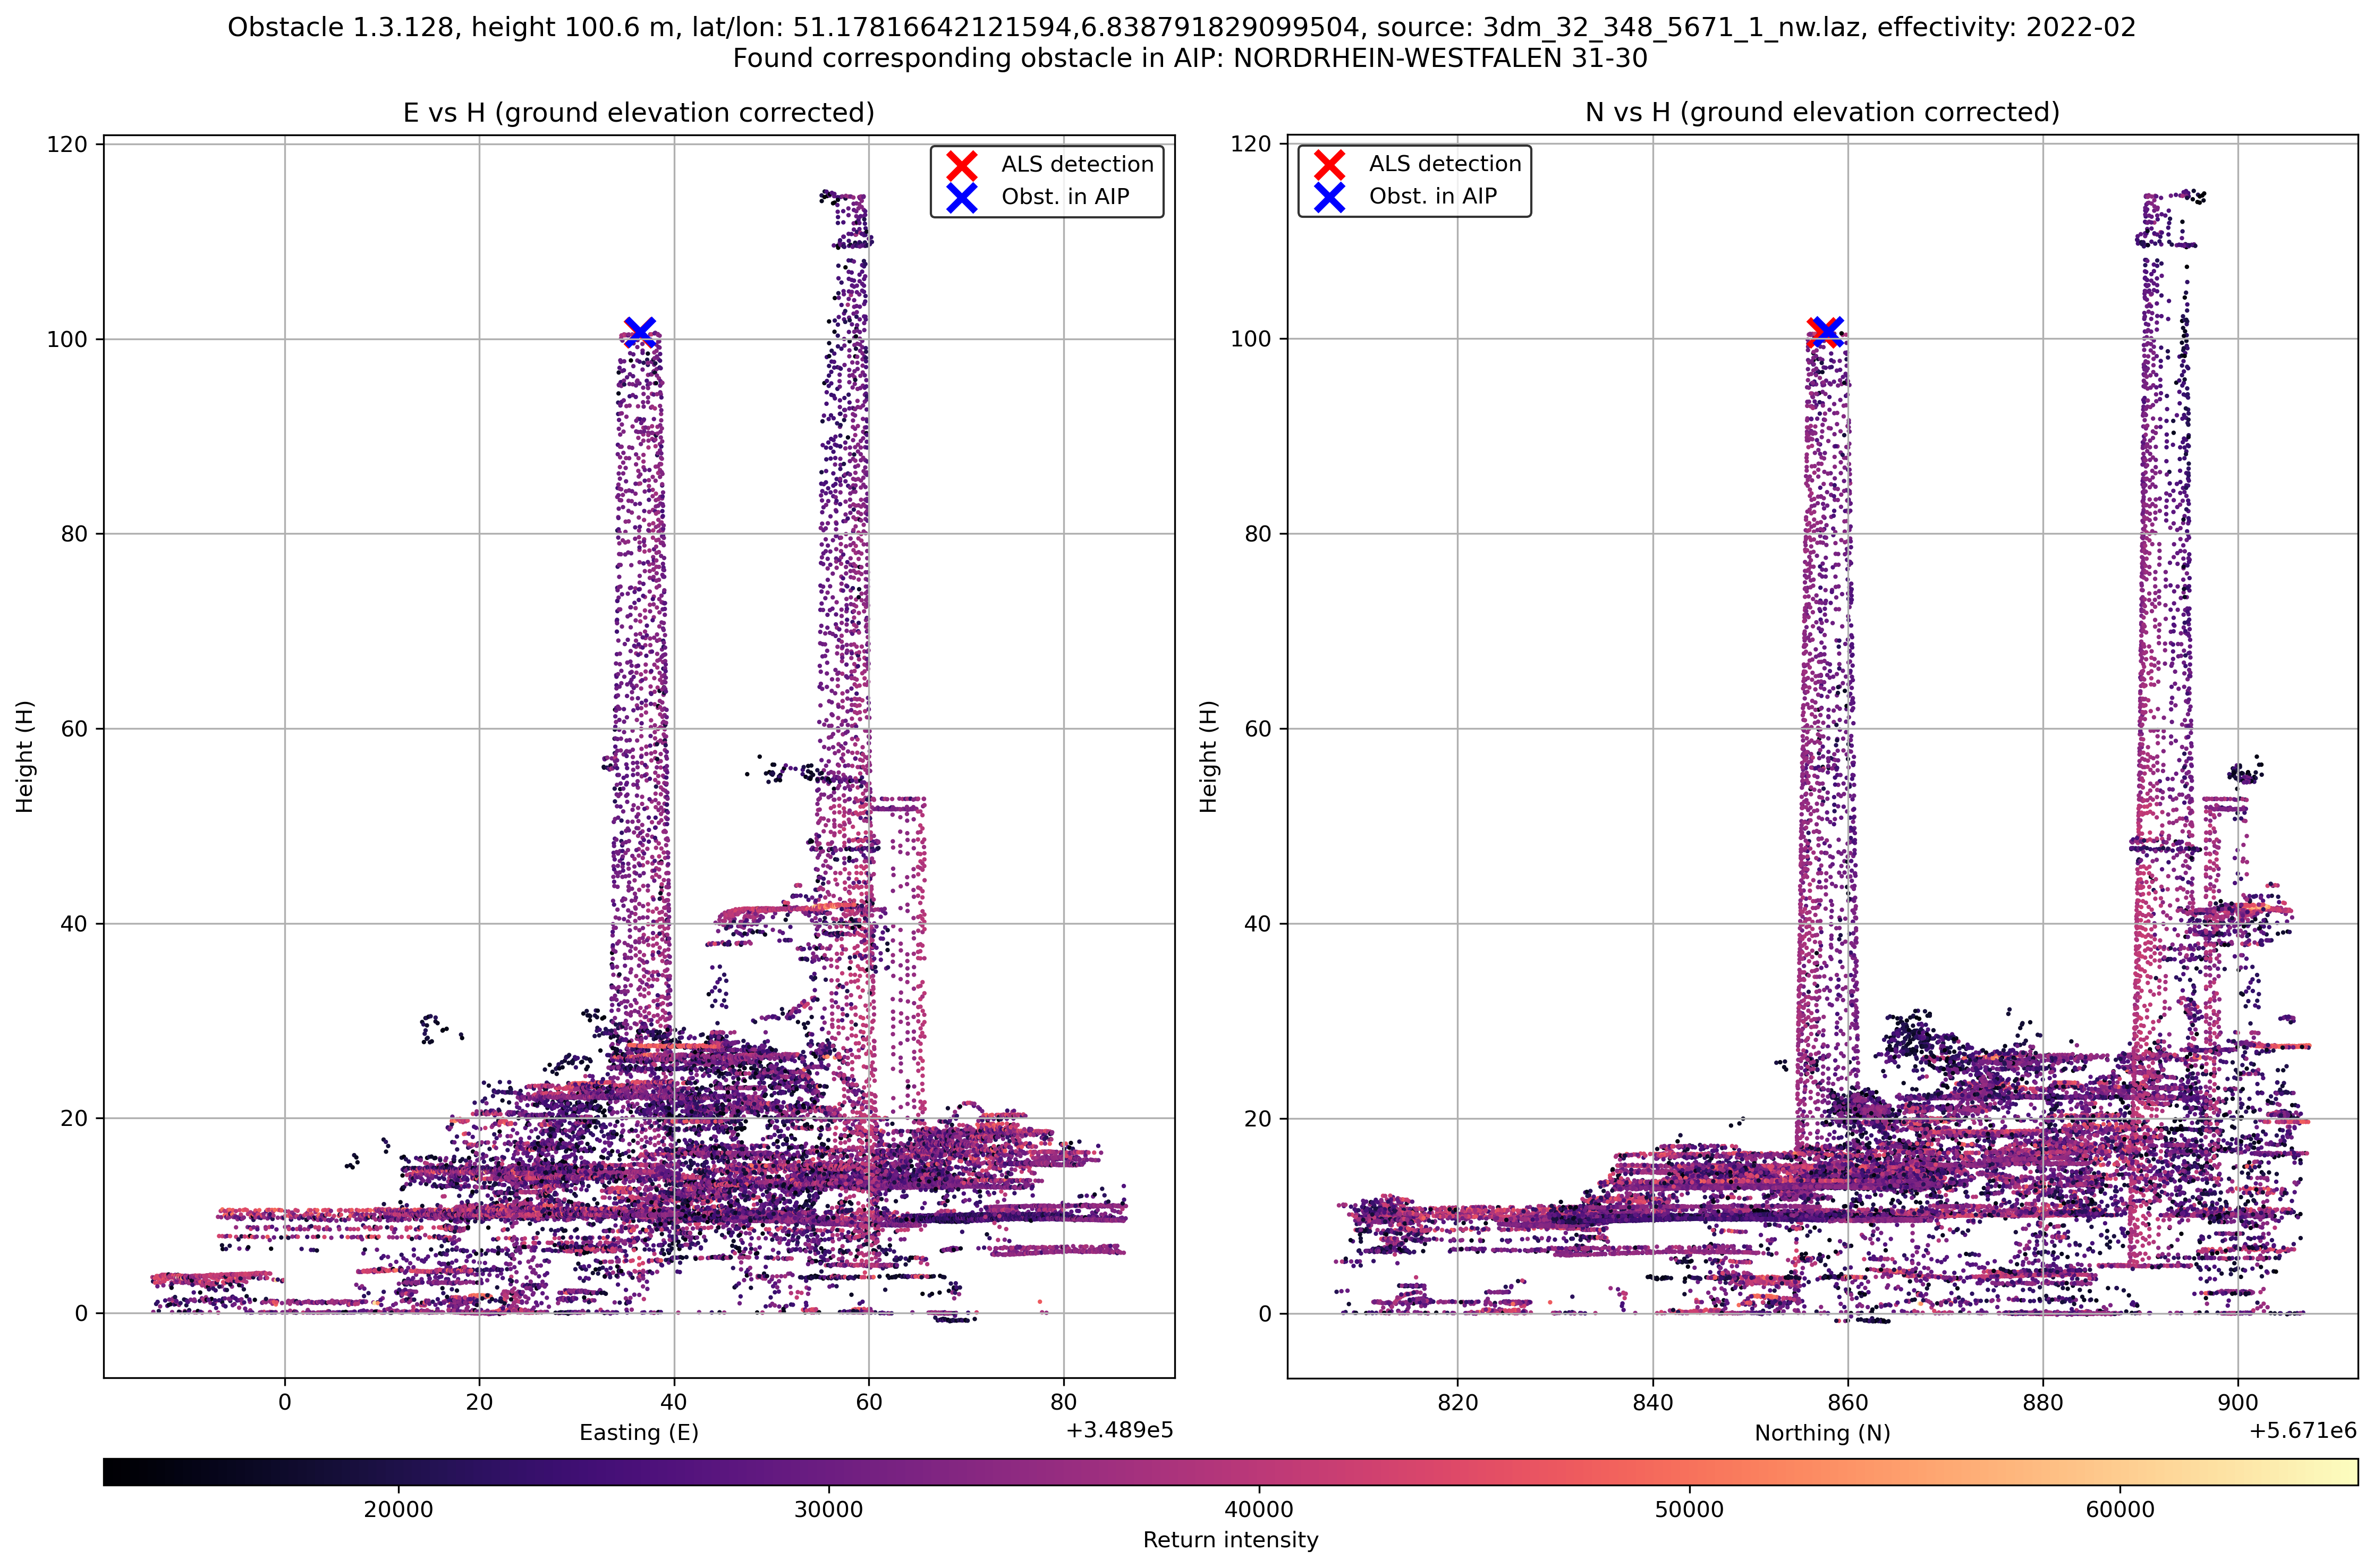 Obstacle 1.3.128, height 100.6 m, lat/lon: 51.17816642121594,6.838791829099504, source: 3dm_32_348_5671_1_nw.laz, effectivity: 2022-02
Found corresponding obstacle in AIP: NORDRHEIN-WESTFALEN 31-30
E vs H (ground elevation corrected)
120
100
80
60
40
20
0
Height (H)
ALS detection
Obst. in AIP
0 20 40 60 80
Easting (E)
+3.489e5
N vs H (ground elevation corrected)
120
100
80
60
40
20
0
Height (H)
ALS detection
Obst. in AIP
820 840 860 880 900
Northing (N)
+5.671e6
20000 30000 40000 50000 60000
Return intensity